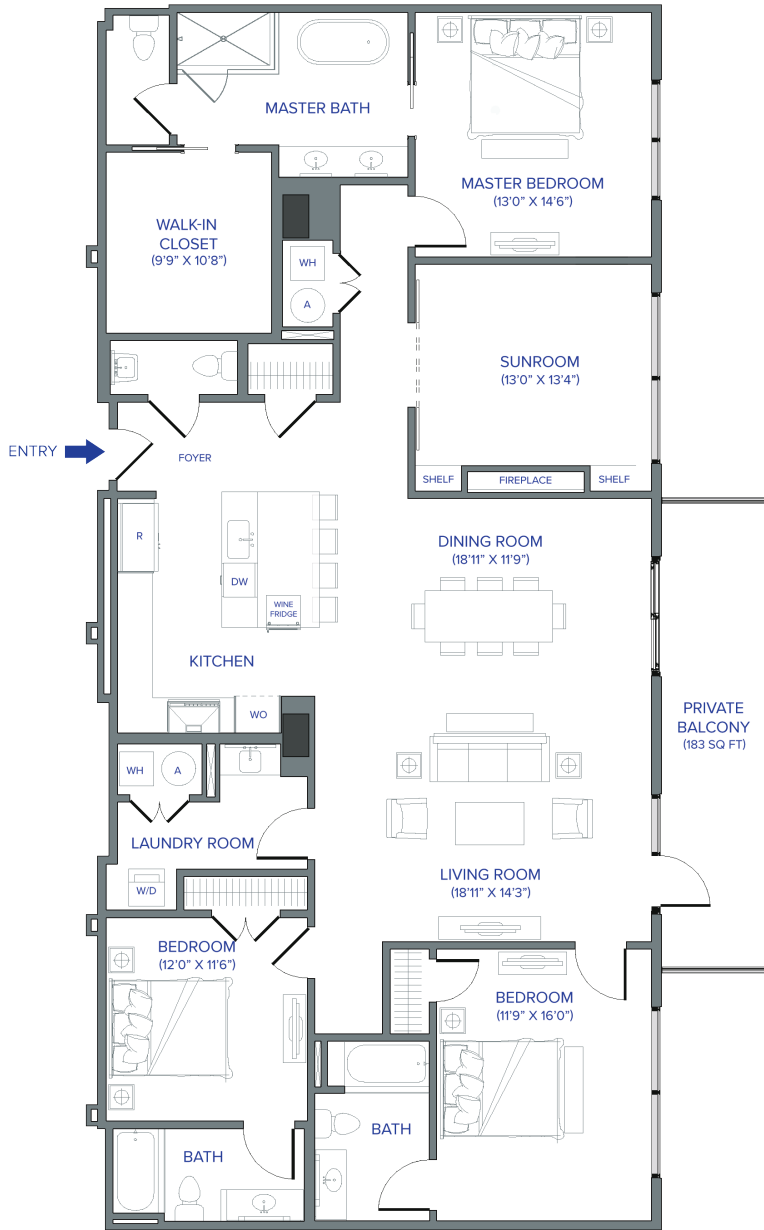 MASTER BATH
MASTER BEDROOM
(13'0" X 14'6")
WALK-IN
CLOSET
(9'9" X 10'8")
WH
A
SUNROOM
(13'0" X 13'4")
ENTRY
FOYER
SHELF
FIREPLACE
SHELF
R
DW
WINE
FRIDGE
DINING ROOM
(18'11" X 11'9")
KITCHEN
WO
PRIVATE
BALCONY
(183 SQ FT)
WH
A
LAUNDRY ROOM
W/D
LIVING ROOM
(18'11" X 14'3")
BEDROOM
(12'0" X 11'6")
BEDROOM
(11'9" X 16'0")
BATH
BATH